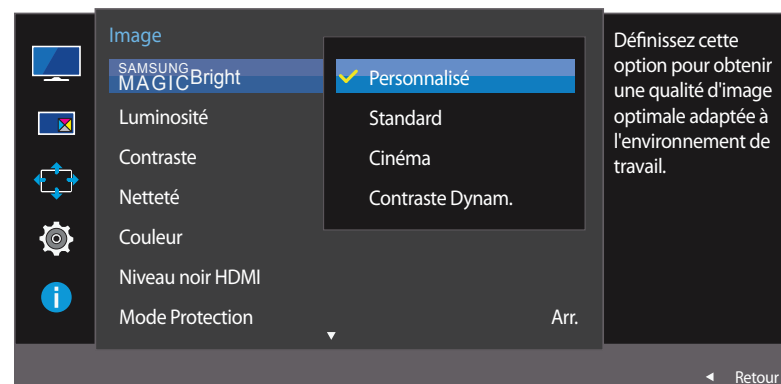 Image
SAMSUNG
MAGICBright
Luminosité
Contraste
Netteté
Couleur
Niveau noir HDMI
Mode Protection
Arr.
Personnalisé
Standard
Cinéma
Contraste Dynam.
Définissez cette
option pour obtenir
une qualité d'image
optimale adaptée à
l'environnement de
travail.
Retour